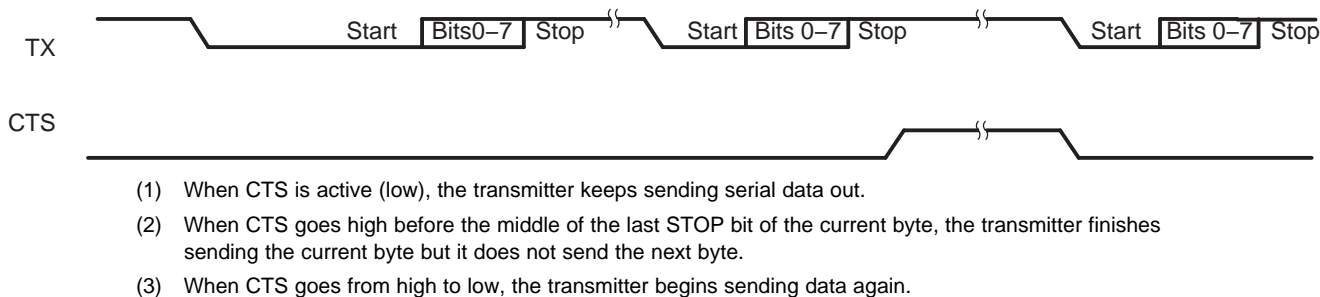 TX Start Bits0–7 Stop Start Bits 0–7 Stop Start Bits 0–7 Stop
CTS
(1) When CTS is active (low), the transmitter keeps sending serial data out.
(2) When CTS goes high before the middle of the last STOP bit of the current byte, the transmitter finishes
sending the current byte but it does not send the next byte.
(3) When CTS goes from high to low, the transmitter begins sending data again.